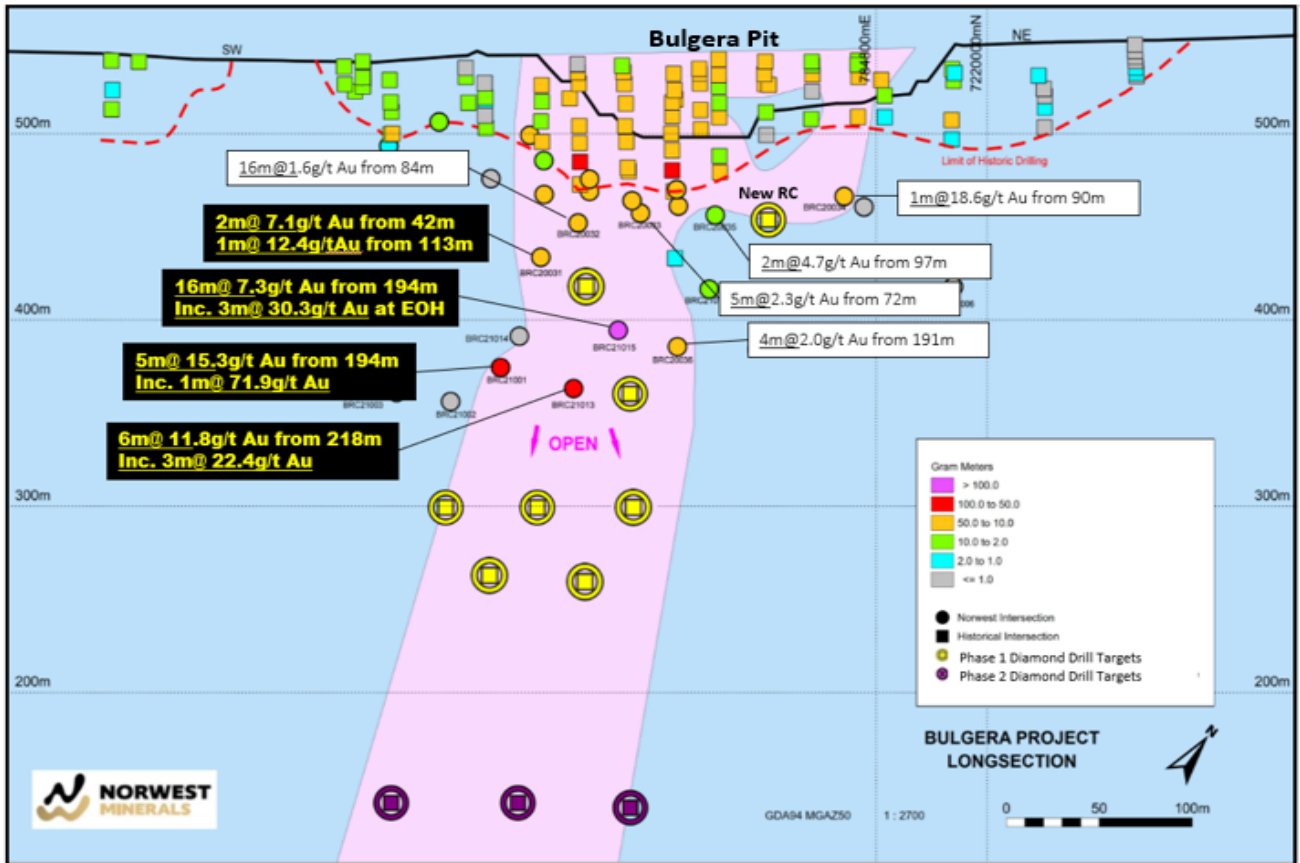 Bulgera Pit
SW
784800mE
7220000mN
NE
500m
500m
Limit of Historic Drilling
16m@1.6g/t Au from 84m
New RC
BRC20034
1m@18.6g/t Au from 90m
2m@ 7.1g/t Au from 42m
1m@ 12.4g/tAu from 113m
BRC20032
BRC20033
BRC20035
2m@4.7g/t Au from 97m
BRC20031
16m@ 7.3g/t Au from 194m
Inc. 3m@ 30.3g/t Au at EOH
5m@2.3g/t Au from 72m
400m
400m
BRC21014
BRC21015
BRC20036
4m@2.0g/t Au from 191m
5m@ 15.3g/t Au from 194m
Inc. 1m@ 71.9g/t Au
BRC21001
BRC21003
BRC21002
BRC21013
6m@ 11.8g/t Au from 218m
Inc. 3m@ 22.4g/t Au
OPEN
300m
300m
Gram Meters
> 100.0
100.0 to 50.0
50.0 to 10.0
10.0 to 2.0
2.0 to 1.0
<= 1.0
Norwest Intersection
Historical Intersection
Phase 1 Diamond Drill Targets
Phase 2 Diamond Drill Targets
200m
200m
BULGERA PROJECT
LONGSECTION
N
NORWEST
MINERALS
GDA94 MGAZ50
1 : 2700
0 50 100m